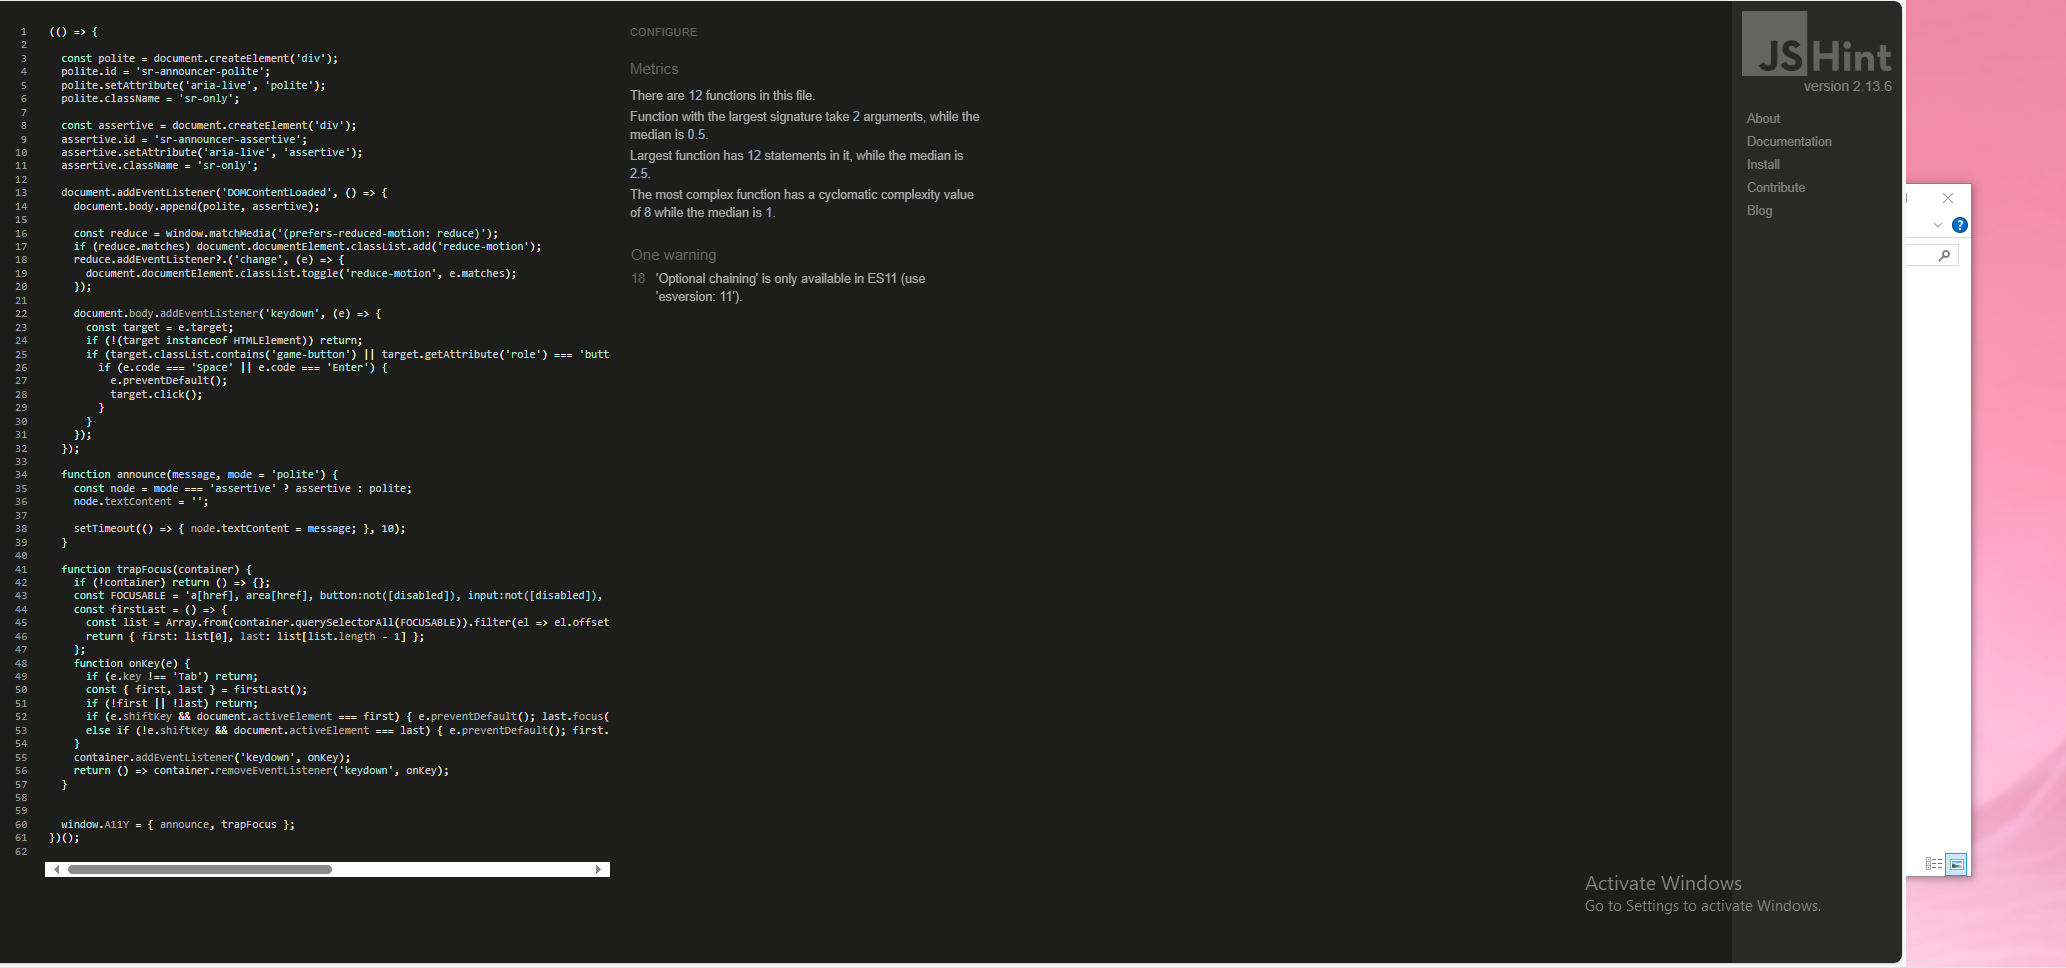 1 (() => {
2
3 const polite = document.createElement('div');
4 polite.id = 'sr-announcer-polite';
5 polite.setAttribute('aria-live', 'polite');
6 polite.className = 'sr-only';
7
8 const assertive = document.createElement('div');
9 assertive.id = 'sr-announcer-assertive';
10 assertive.setAttribute('aria-live', 'assertive');
11 assertive.className = 'sr-only';
12
13 document.addEventListener('DOMContentLoaded', () => {
14 document.body.append(polite, assertive);
15
16 const reduce = window.matchMedia('(prefers-reduced-motion: reduce)');
17 if (reduce.matches) document.documentElement.classList.add('reduce-motion');
18 reduce.addEventListener?.('change', (e) => {
19 document.documentElement.classList.toggle('reduce-motion', e.matches);
20 });
21
22 document.body.addEventListener('keydown', (e) => {
23 const target = e.target;
24 if (!(target instanceof HTMLElement)) return;
25 if (target.classList.contains('game-button') || target.getAttribute('role') === 'butt
26 if (e.code === 'Space' || e.code === 'Enter') {
27 e.preventDefault();
28 target.click();
29 }
30 }
31 });
32 });
33
34 function announce(message, mode = 'polite') {
35 const node = mode === 'assertive' ? assertive : polite;
36 node.textContent = '';
37
38 setTimeout(() => { node.textContent = message; }, 10);
39 }
40
41 function trapFocus(container) {
42 if (!container) return () => {};
43 const FOCUSABLE = 'a[href], area[href], button:not([disabled]), input:not([disabled]),
44 const firstLast = () => {
45 const list = Array.from(container.querySelectorAll(FOCUSABLE)).filter(el => el.offset
46 return { first: list[0], last: list[list.length - 1] };
47 };
48 function onKey(e) {
49 if (e.key !== 'Tab') return;
50 const { first, last } = firstLast();
51 if (!first || !last) return;
52 if (e.shiftKey && document.activeElement === first) { e.preventDefault(); last.focus(
53 else if (!e.shiftKey && document.activeElement === last) { e.preventDefault(); first.
54 }
55 container.addEventListener('keydown', onKey);
56 return () => container.removeEventListener('keydown', onKey);
57 }
58
59
60 window.A11Y = { announce, trapFocus };
61 })();
62
CONFIGURE
Metrics
There are 12 functions in this file.
Function with the largest signature take 2 arguments, while the
median is 0.5.
Largest function has 12 statements in it, while the median is
2.5.
The most complex function has a cyclomatic complexity value
of 8 while the median is 1.
One warning
18 'Optional chaining' is only available in ES11 (use
'esversion: 11').
JSHint
version 2.13.6
About
Documentation
Install
Contribute
Blog
?
Activate Windows
Go to Settings to activate Windows.